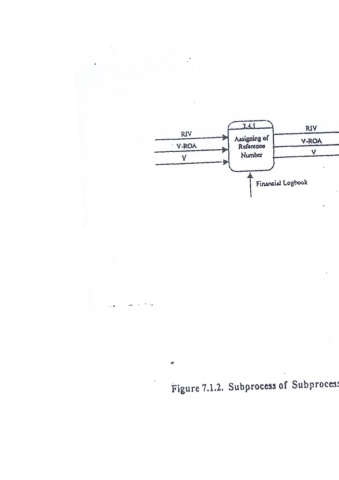 7.4.1
Assigning of
Reference
Number
RIV
V-ROA
V
RIV
V-ROA
V
Financial Logbook
Figure 7.1.2. Subprocess of Subprocess